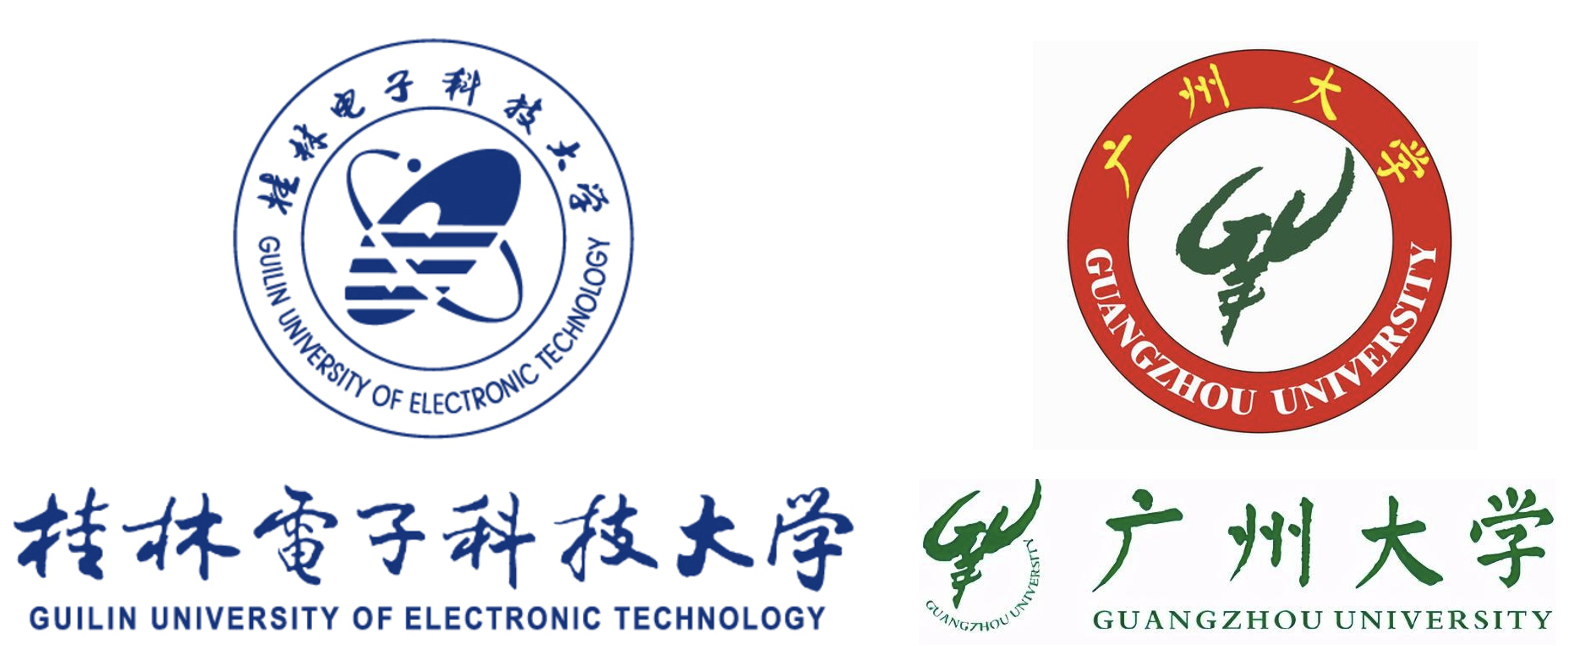 桂林电子科技大学
GUILIN UNIVERSITY OF ELECTRONIC TECHNOLOGY
桂林電子科技大学
GUILIN UNIVERSITY OF ELECTRONIC TECHNOLOGY
广州大学
GUANGZHOU UNIVERSITY
GUANGZHOU UNIVERSITY
广州大学
GUANGZHOU UNIVERSITY